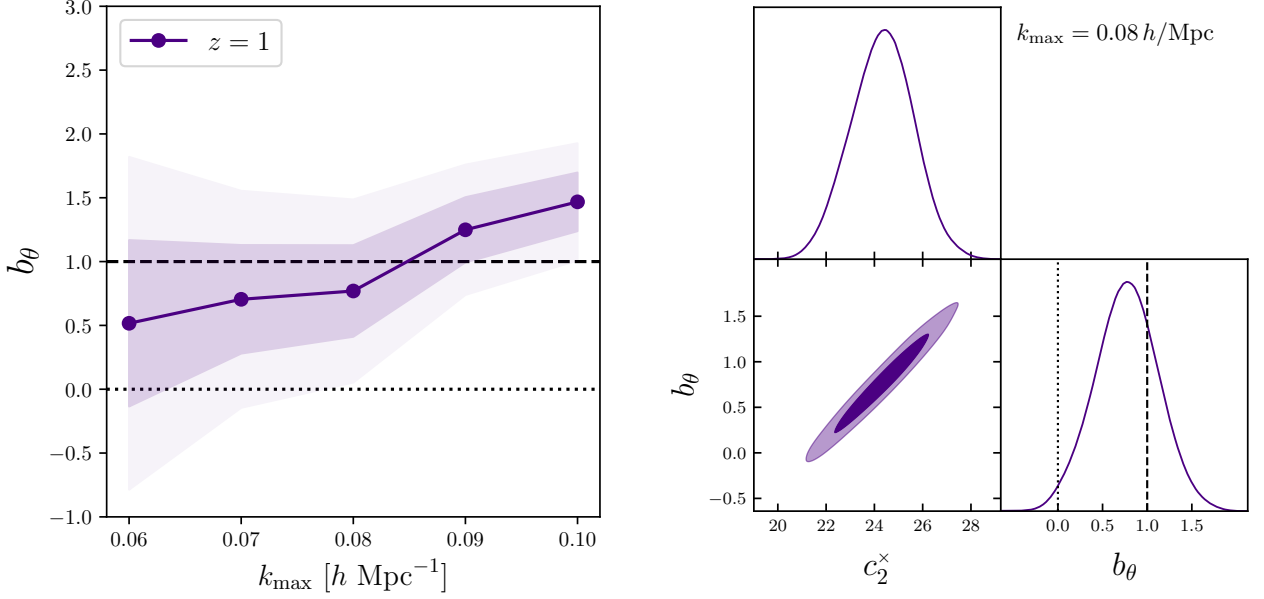 3.0
2.5
2.0
1.5
1.0
0.5
0.0
−0.5
−1.0
b_θ
z = 1
0.06 0.07 0.08 0.09 0.10
k_max [h Mpc⁻¹]
k_max = 0.08 h/Mpc
1.5
1.0
0.5
0.0
−0.5
b_θ
20 22 24 26 28
c₂^×
0.0 0.5 1.0 1.5
b_θ